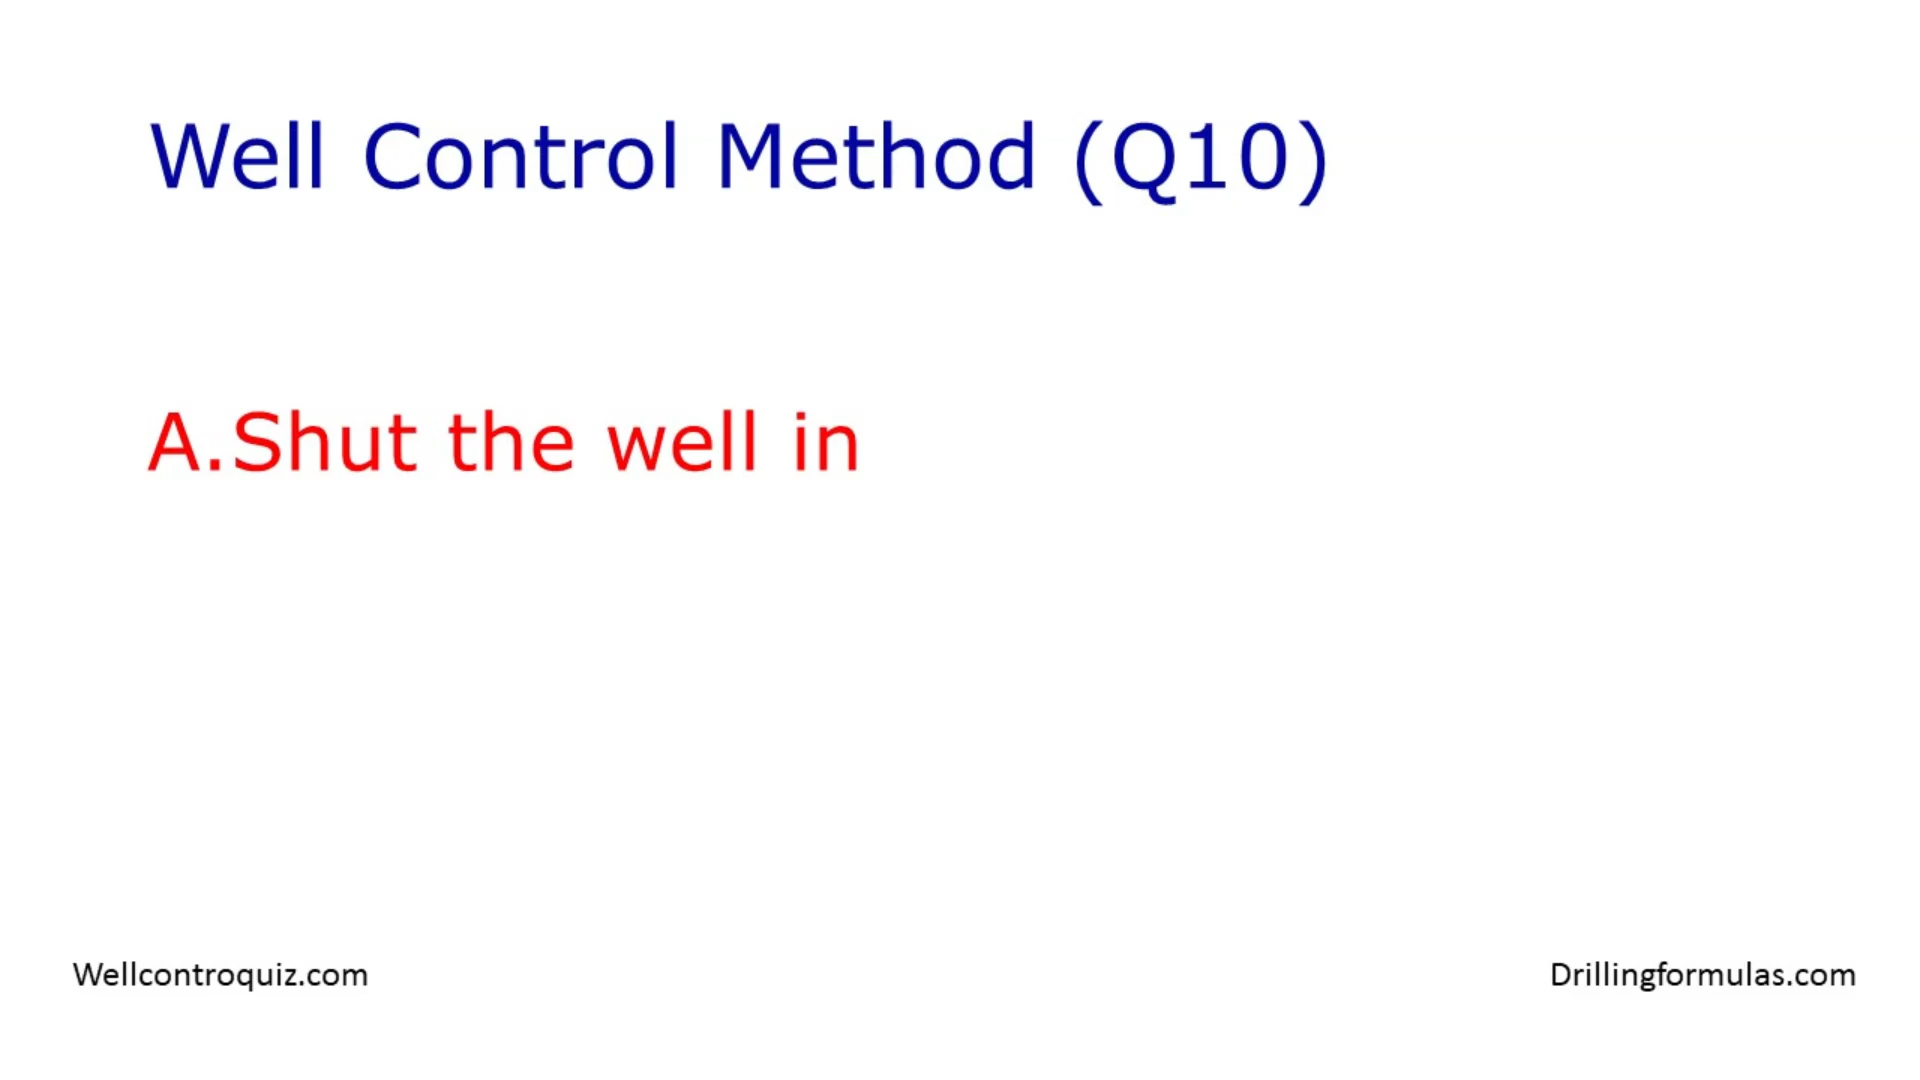 Well Control Method (Q10)
A.Shut the well in
Wellcontroquiz.com
Drillingformulas.com